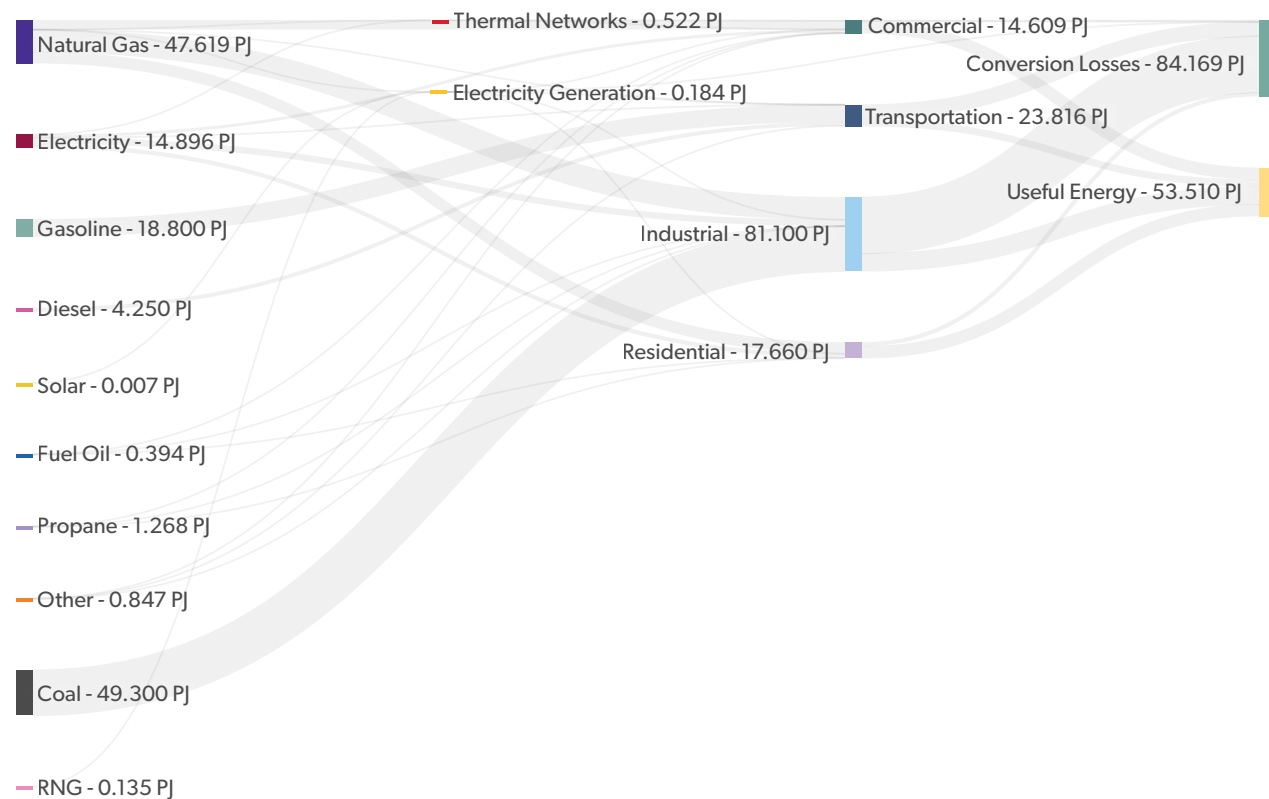 Thermal Networks - 0.522 PJ
Commercial - 14.609 PJ
Natural Gas - 47.619 PJ
Conversion Losses - 84.169 PJ
Electricity Generation - 0.184 PJ
Transportation - 23.816 PJ
Electricity - 14.896 PJ
Useful Energy - 53.510 PJ
Gasoline - 18.800 PJ
Industrial - 81.100 PJ
Diesel - 4.250 PJ
Residential - 17.660 PJ
Solar - 0.007 PJ
Fuel Oil - 0.394 PJ
Propane - 1.268 PJ
Other - 0.847 PJ
Coal - 49.300 PJ
RNG - 0.135 PJ